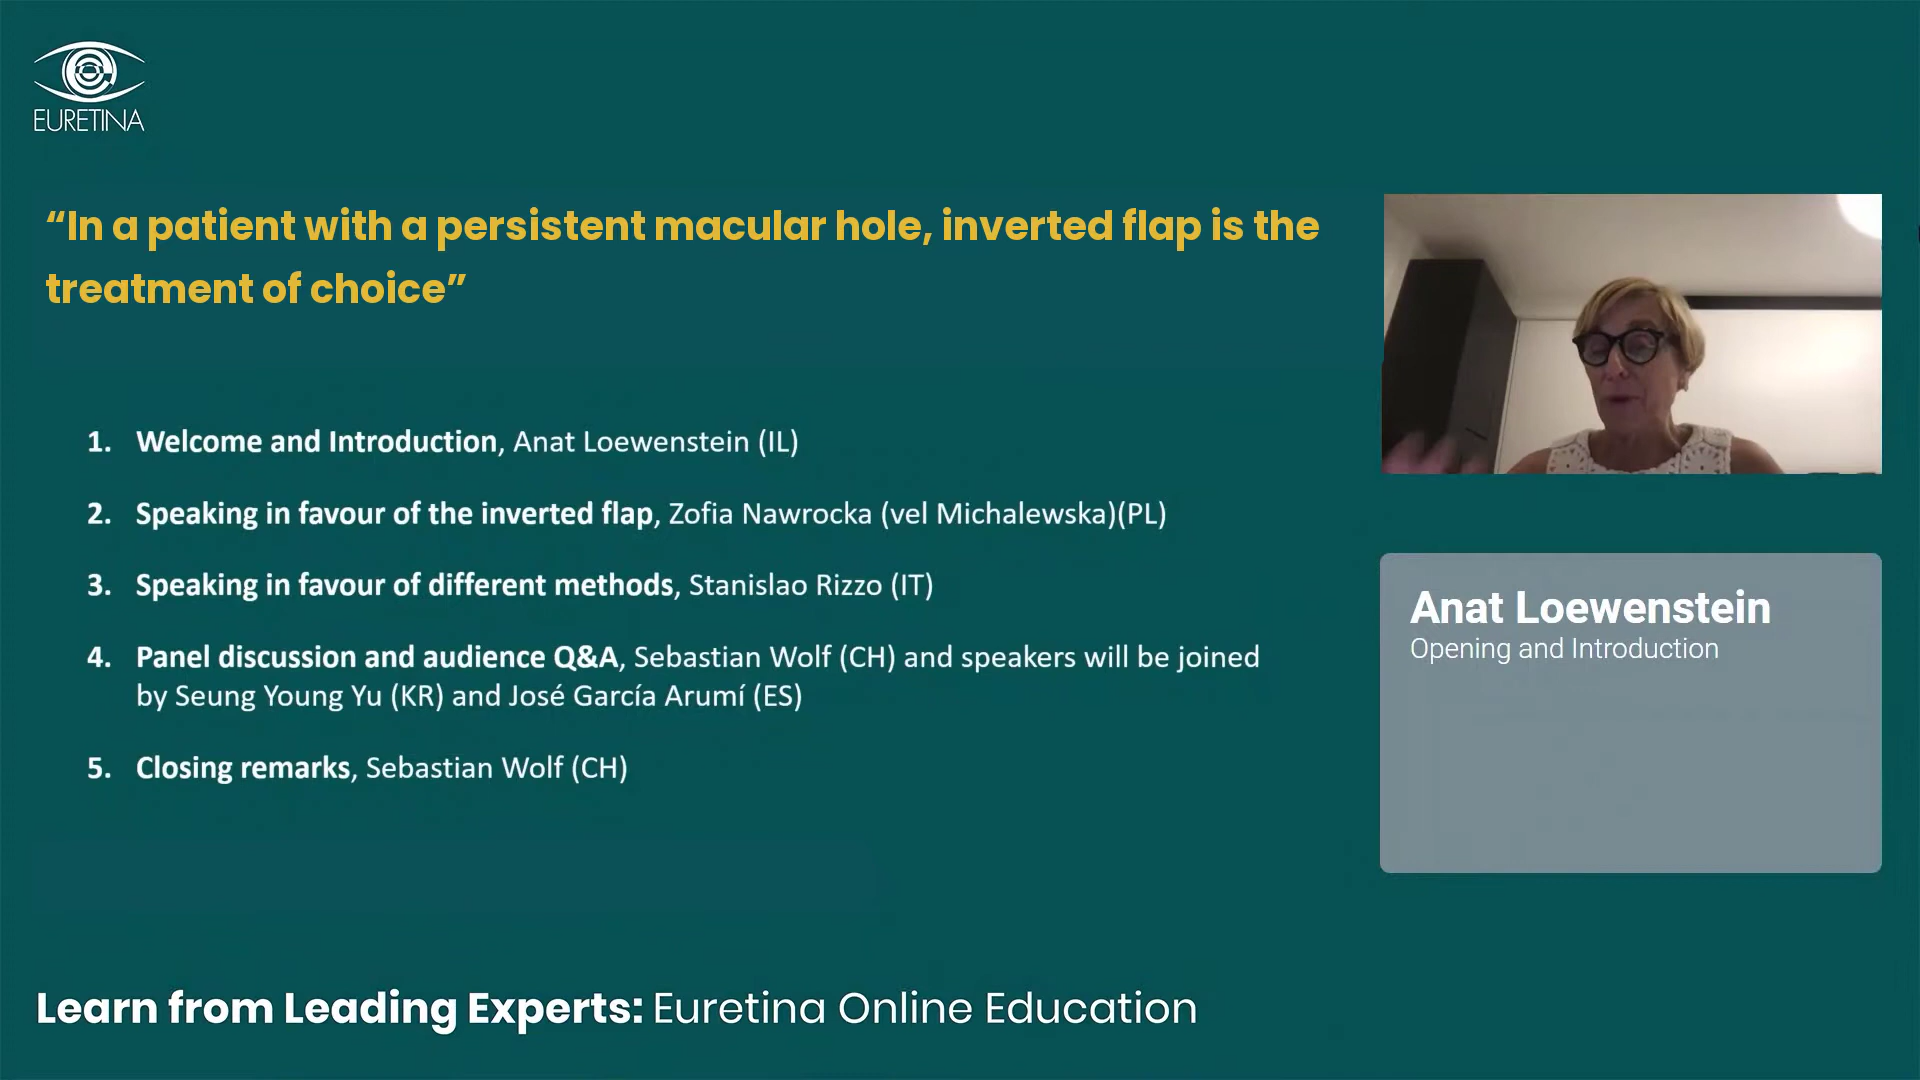 EURETINA
“In a patient with a persistent macular hole, inverted flap is the
treatment of choice”
1. Welcome and Introduction, Anat Loewenstein (IL)
2. Speaking in favour of the inverted flap, Zofia Nawrocka (vel Michalewska)(PL)
3. Speaking in favour of different methods, Stanislao Rizzo (IT)
4. Panel discussion and audience Q&A, Sebastian Wolf (CH) and speakers will be joined
by Seung Young Yu (KR) and José García Arumí (ES)
5. Closing remarks, Sebastian Wolf (CH)
Anat Loewenstein
Opening and Introduction
Learn from Leading Experts: Euretina Online Education